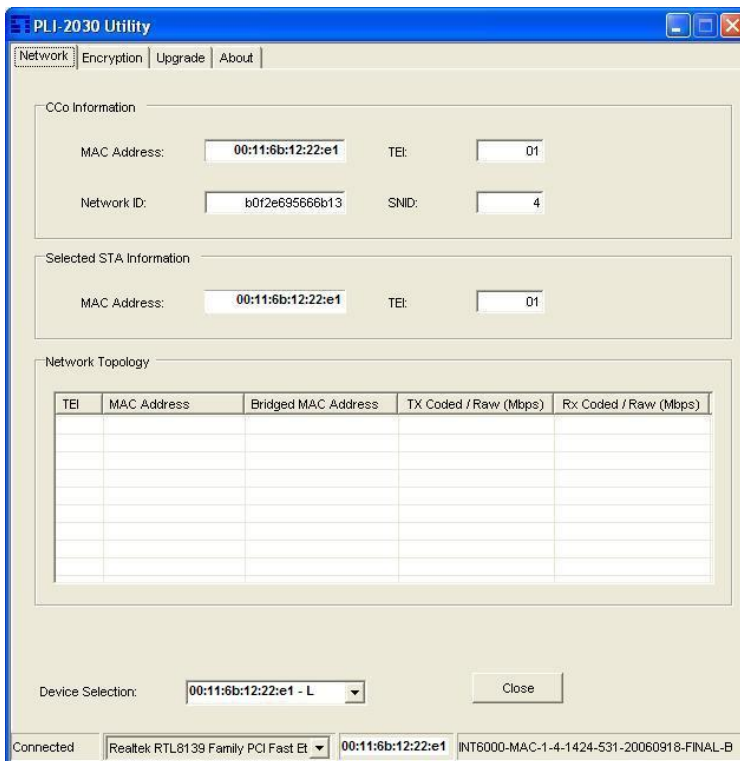 PLI-2030 Utility
Network Encryption Upgrade About
CCo Information
MAC Address: 00:11:6b:12:22:e1 TEI: 01
Network ID: b0f2e695666b13 SNID: 4
Selected STA Information
MAC Address: 00:11:6b:12:22:e1 TEI: 01
Network Topology
TEI MAC Address Bridged MAC Address TX Coded / Raw (Mbps) Rx Coded / Raw (Mbps)
Device Selection: 00:11:6b:12:22:e1 - L Close
Connected Realtek RTL8139 Family PCI Fast Et 00:11:6b:12:22:e1 INT6000-MAC-1-4-1424-531-20060918-FINAL-B